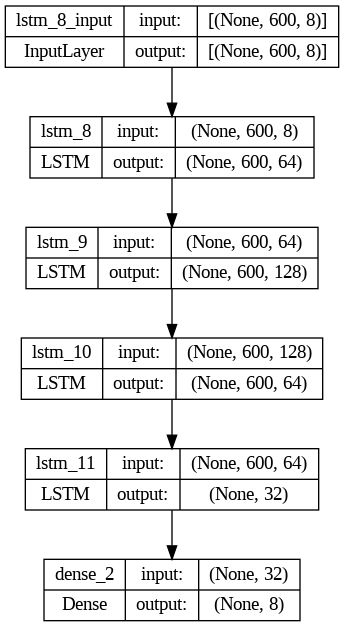 lstm_8_input input: [(None, 600, 8)]
InputLayer output: [(None, 600, 8)]
lstm_8 input: (None, 600, 8)
LSTM output: (None, 600, 64)
lstm_9 input: (None, 600, 64)
LSTM output: (None, 600, 128)
lstm_10 input: (None, 600, 128)
LSTM output: (None, 600, 64)
lstm_11 input: (None, 600, 64)
LSTM output: (None, 32)
dense_2 input: (None, 32)
Dense output: (None, 8)